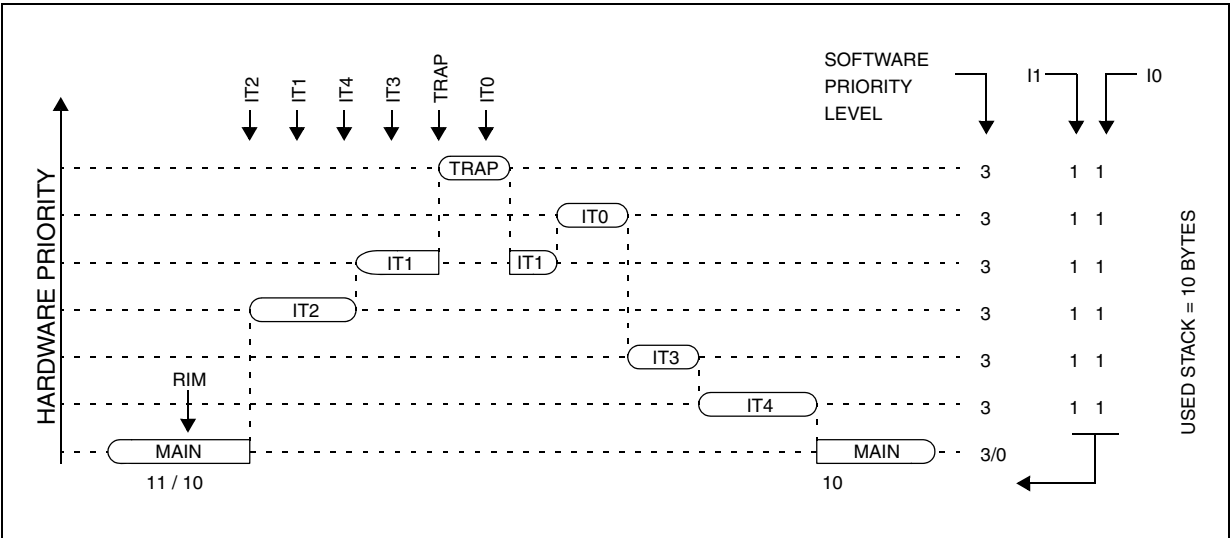 IT2
IT1
IT4
IT3
TRAP
IT0
SOFTWARE
PRIORITY
LEVEL
I1
I0
HARDWARE PRIORITY
TRAP
3
1 1
IT0
3
1 1
IT1
IT1
3
1 1
IT2
3
1 1
IT3
3
1 1
RIM
IT4
3
1 1
MAIN
MAIN
3/0
11 / 10
10
USED STACK = 10 BYTES